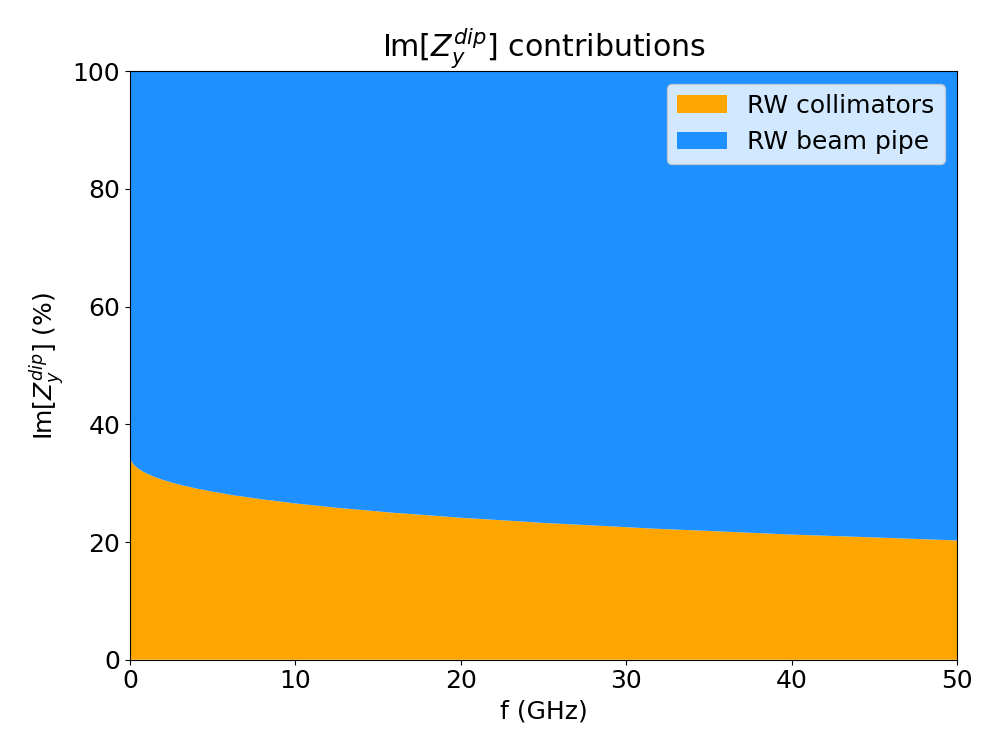 Im[$Z_y^{dip}$] contributions
RW collimators
RW beam pipe
Im[$Z_y^{dip}$] (%)
100
80
60
40
20
0
0 10 20 30 40 50
f (GHz)